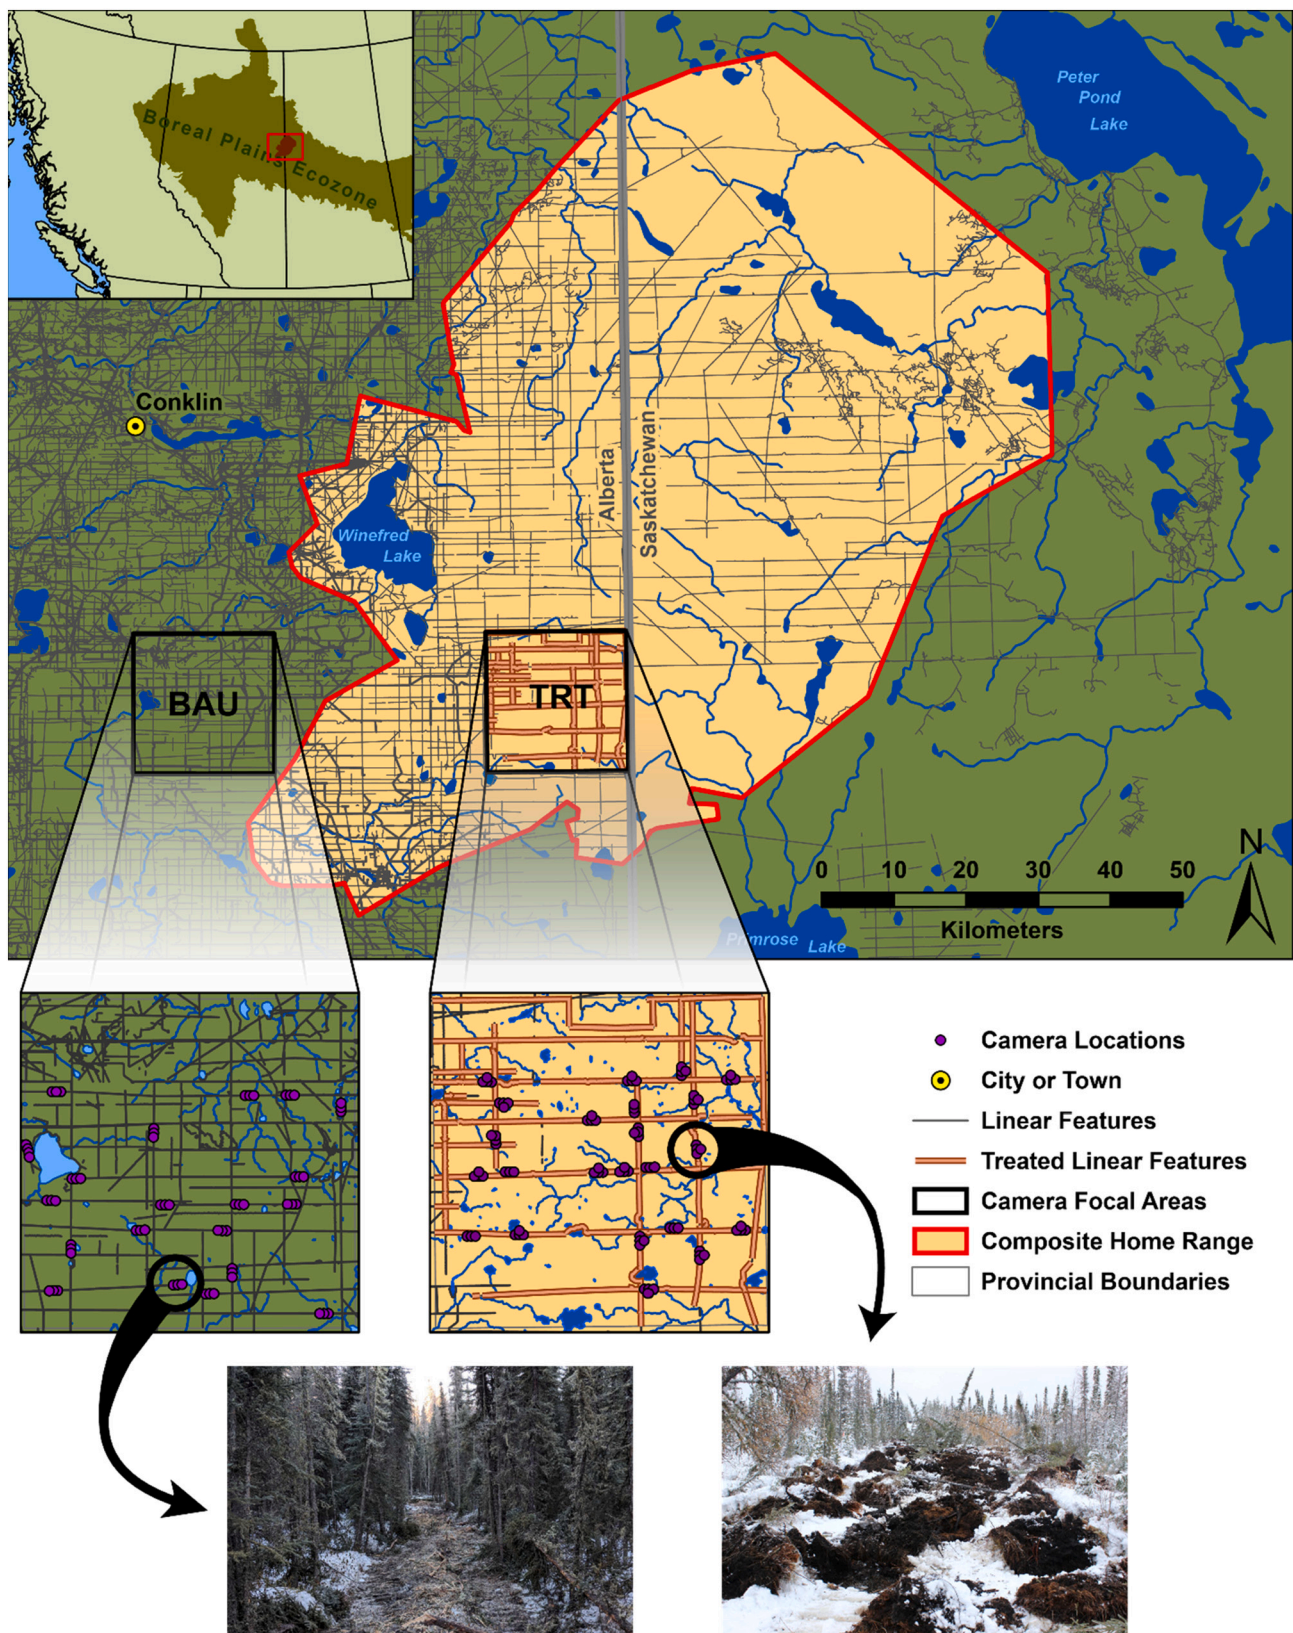 Boreal Plains Ecozone
Peter
Pond
Lake
Conklin
Alberta
Saskatchewan
Winefred
Lake
BAU
TRT
N
0 10 20 30 40 50
Kilometers
Primrose Lake
Camera Locations
City or Town
Linear Features
Treated Linear Features
Camera Focal Areas
Composite Home Range
Provincial Boundaries